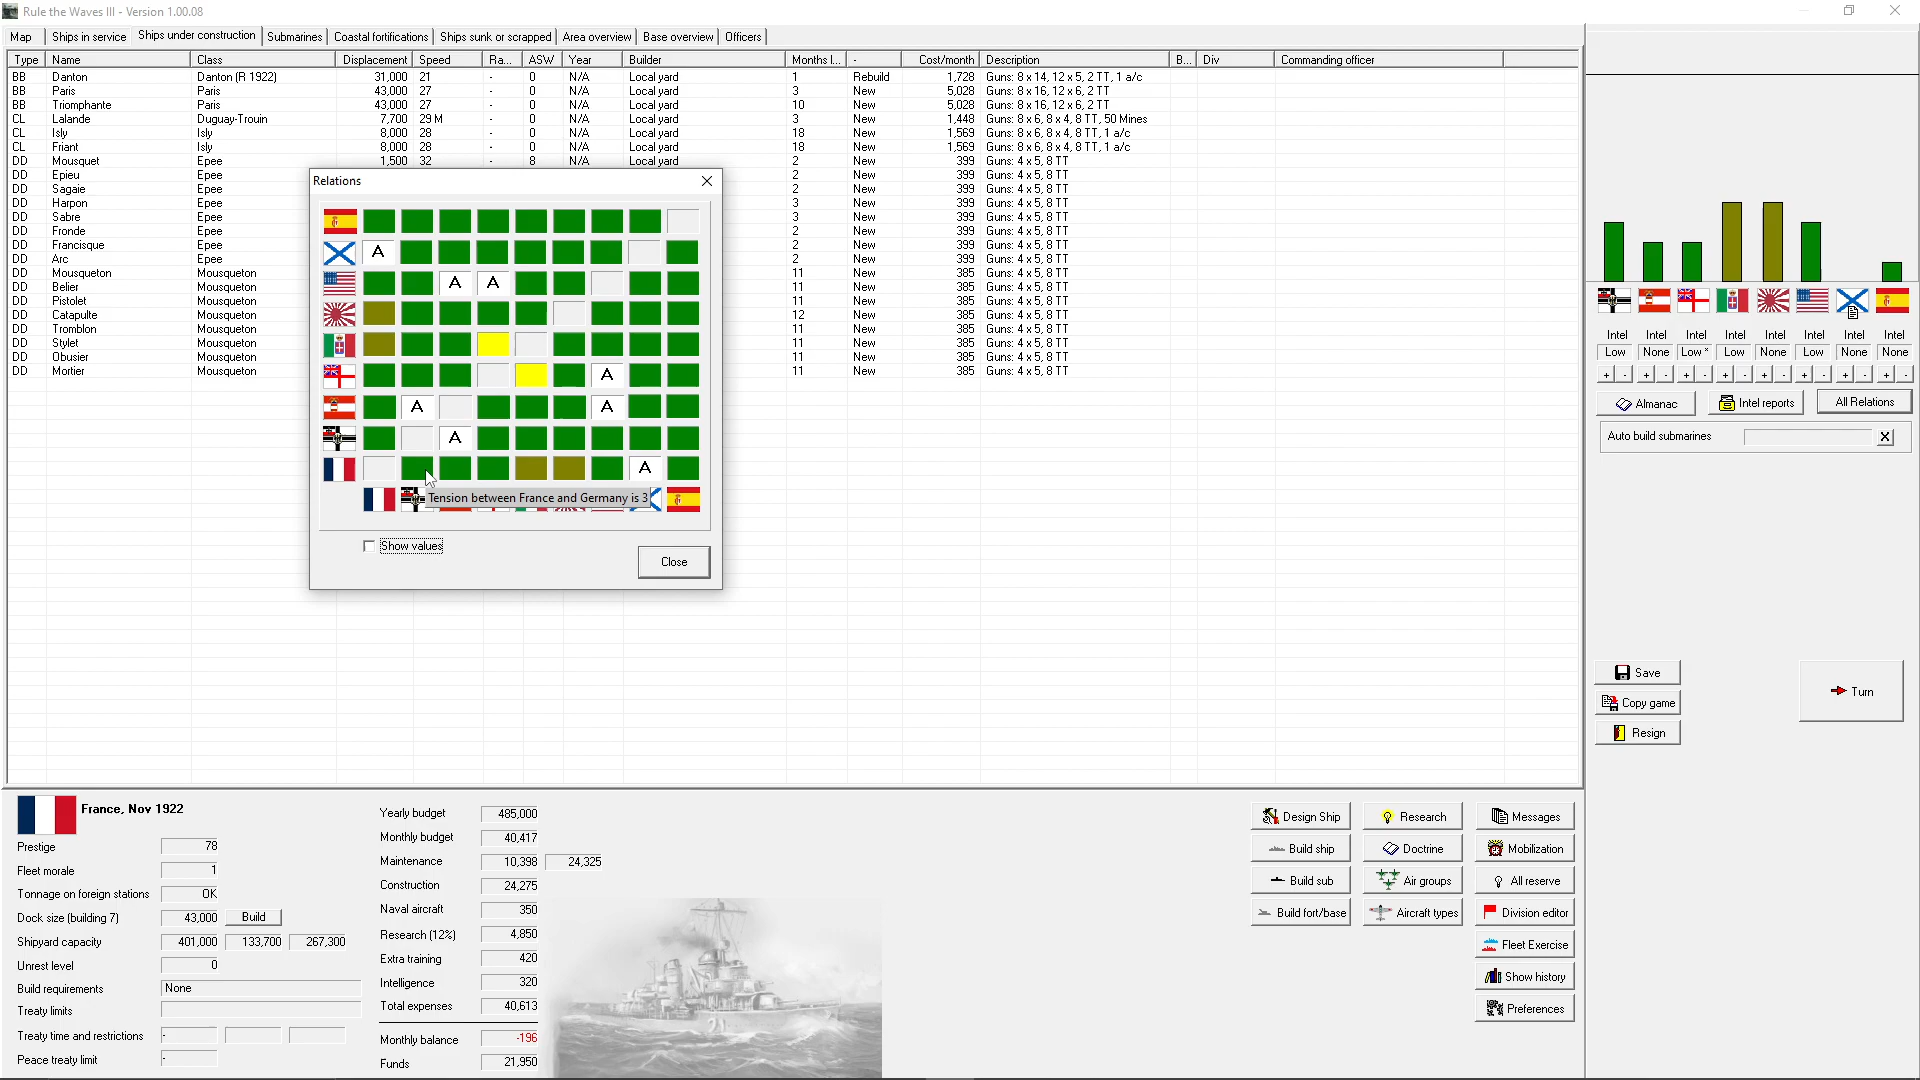 Rule the Waves III - Version 1.00.08
Map Ships in service Ships under construction Submarines Coastal fortifications Ships sunk or scrapped Area overview Base overview Officers
Type Name Class Displacement Speed Ra... ASW Year Builder Months l... - Cost/month Description B... Div Commanding officer
BB Danton Danton (R 1922) 31,000 21 - 0 N/A Local yard 1 Rebuild 1,728 Guns: 8 x 14, 12 x 5, 2 TT, 1 a/c
BB Paris Paris 43,000 27 - 0 N/A Local yard 3 New 5,028 Guns: 8 x 16, 12 x 6, 2 TT
BB Triomphante Paris 43,000 27 - 0 N/A Local yard 10 New 5,028 Guns: 8 x 16, 12 x 6, 2 TT
CL Lalande Duguay-Trouin 7,700 29 M - 0 N/A Local yard 3 New 1,448 Guns: 8 x 6, 8 x 4, 8 TT, 50 Mines
CL Isly Isly 8,000 28 - 0 N/A Local yard 18 New 1,569 Guns: 8 x 6, 8 x 4, 8 TT, 1 a/c
CL Friant Isly 8,000 28 - 0 N/A Local yard 18 New 1,569 Guns: 8 x 6, 8 x 4, 8 TT, 1 a/c
DD Mousquet Epee 1,500 32 - 8 N/A Local yard 2 New 399 Guns: 4 x 5, 8 TT
DD Epieu Epee 2 New 399 Guns: 4 x 5, 8 TT
DD Sagaie Epee 2 New 399 Guns: 4 x 5, 8 TT
DD Harpon Epee 3 New 399 Guns: 4 x 5, 8 TT
DD Sabre Epee 3 New 399 Guns: 4 x 5, 8 TT
DD Fronde Epee 2 New 399 Guns: 4 x 5, 8 TT
DD Francisque Epee 2 New 399 Guns: 4 x 5, 8 TT
DD Arc Epee 2 New 399 Guns: 4 x 5, 8 TT
DD Mousqueton Mousqueton 11 New 385 Guns: 4 x 5, 8 TT
DD Belier Mousqueton 11 New 385 Guns: 4 x 5, 8 TT
DD Pistolet Mousqueton 11 New 385 Guns: 4 x 5, 8 TT
DD Catapulte Mousqueton 12 New 385 Guns: 4 x 5, 8 TT
DD Tromblon Mousqueton 11 New 385 Guns: 4 x 5, 8 TT
DD Stylet Mousqueton 11 New 385 Guns: 4 x 5, 8 TT
DD Obusier Mousqueton 11 New 385 Guns: 4 x 5, 8 TT
DD Mortier Mousqueton 11 New 385 Guns: 4 x 5, 8 TT
Relations
A
A A
A
A A
A
A
Tension between France and Germany is 3
Show values
Close
Intel Intel Intel Intel Intel Intel Intel Intel
Low None Low * Low None Low None None
+ - + - + - + - + - + - + - + -
Almanac Intel reports All Relations
Auto build submarines X
Save
Copy game
Resign
Turn
France, Nov 1922
Prestige 78
Fleet morale 1
Tonnage on foreign stations OK
Dock size (building 7) 43,000 Build
Shipyard capacity 401,000 133,700 267,300
Unrest level 0
Build requirements None
Treaty limits
Treaty time and restrictions -
Peace treaty limit -
Yearly budget 485,000
Monthly budget 40,417
Maintenance 10,398 24,325
Construction 24,275
Naval aircraft 350
Research (12%) 4,850
Extra training 420
Intelligence 320
Total expenses 40,613
Monthly balance -196
Funds 21,950
Design Ship Research Messages
Build ship Doctrine Mobilization
Build sub Air groups All reserve
Build fort/base Aircraft types Division editor
Fleet Exercise
Show history
Preferences